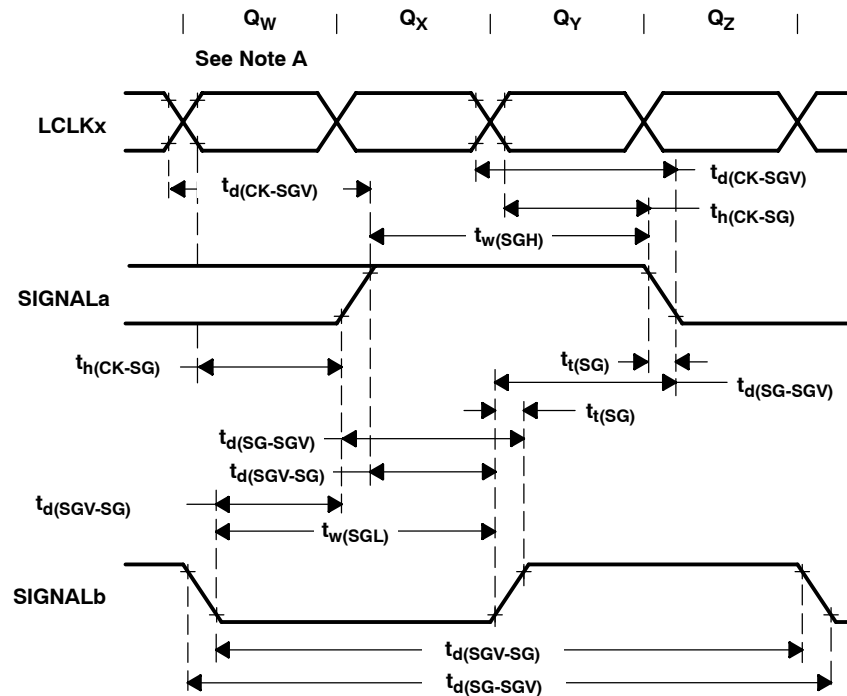 Q_W Q_X Q_Y Q_Z
See Note A
LCLKx
t_d(CK-SGV)
t_d(CK-SGV)
t_h(CK-SG)
t_w(SGH)
SIGNALa
t_t(SG)
t_h(CK-SG)
t_d(SG-SGV)
t_t(SG)
t_d(SG-SGV)
t_d(SGV-SG)
t_d(SGV-SG)
t_w(SGL)
SIGNALb
t_d(SGV-SG)
t_d(SG-SGV)